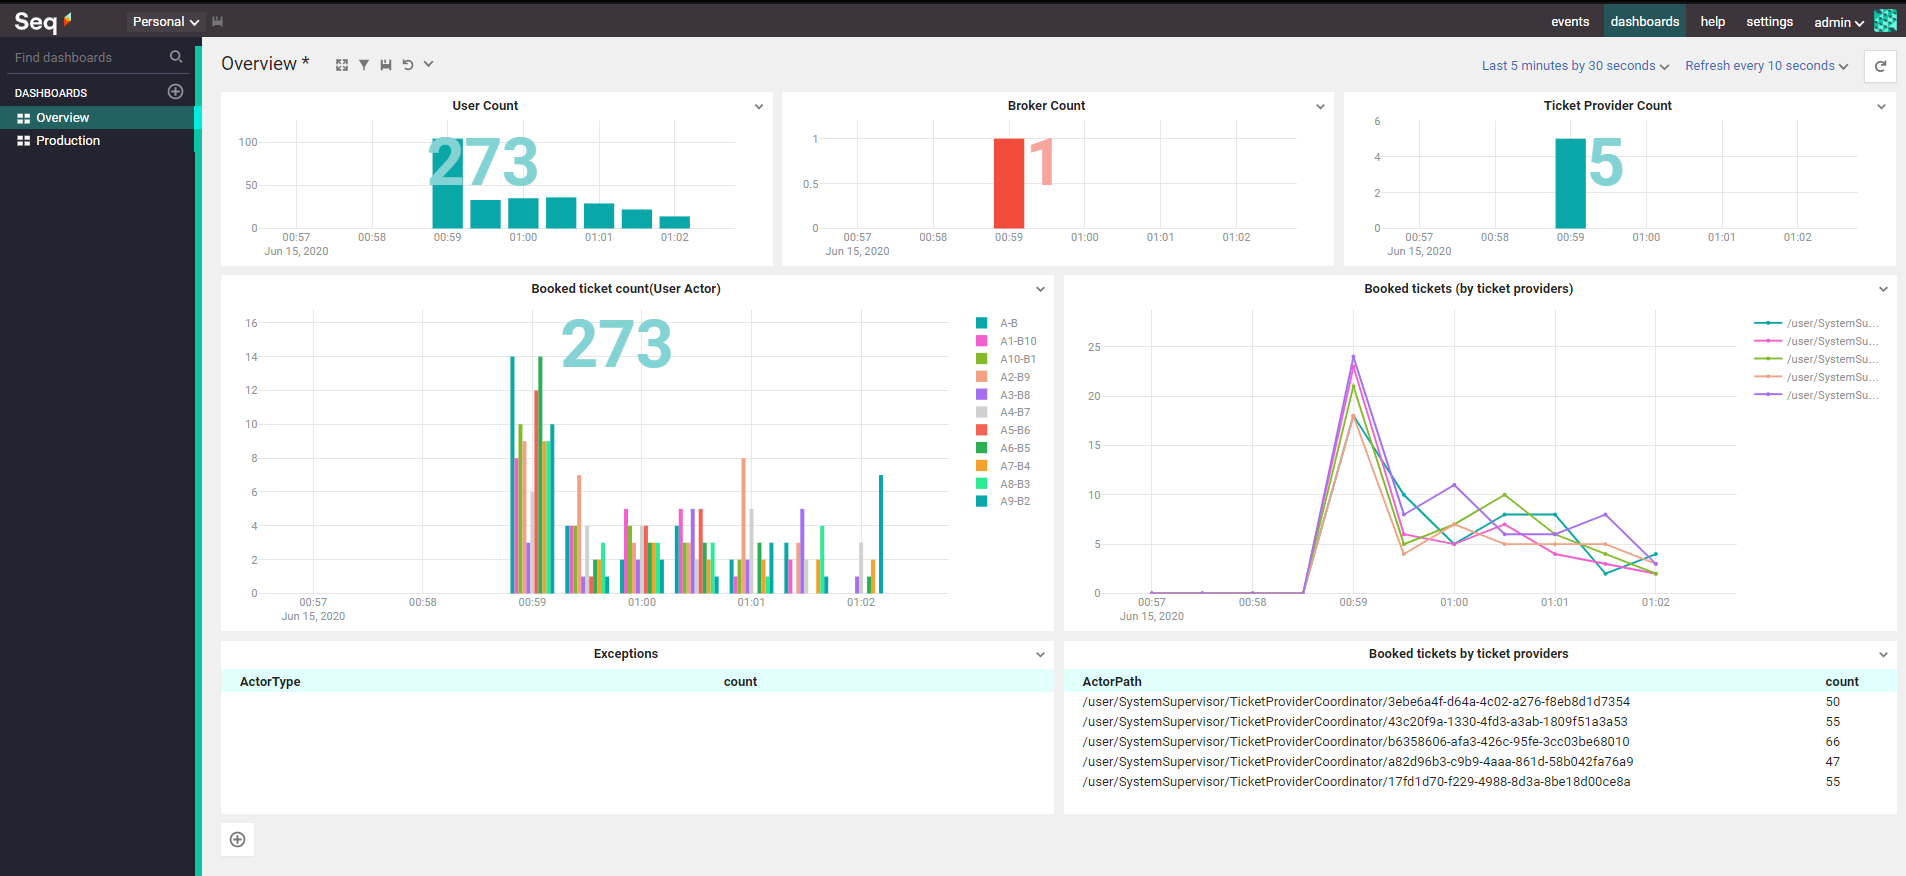 Seq Personal events dashboards help settings admin
Find dashboards
DASHBOARDS
Overview
Production
Overview * Last 5 minutes by 30 seconds Refresh every 10 seconds
User Count
273
100
50
0
00:57 00:58 00:59 01:00 01:01 01:02
Jun 15, 2020
Broker Count
1
1
0.5
0
00:57 00:58 00:59 01:00 01:01 01:02
Jun 15, 2020
Ticket Provider Count
5
6
4
2
0
00:57 00:58 00:59 01:00 01:01 01:02
Jun 15, 2020
Booked ticket count(User Actor)
273
16
14
12
10
8
6
4
2
0
00:57 00:58 00:59 01:00 01:01 01:02
Jun 15, 2020
A-B
A1-B10
A10-B1
A2-B9
A3-B8
A4-B7
A5-B6
A6-B5
A7-B4
A8-B3
A9-B2
Booked tickets (by ticket providers)
25
20
15
10
5
0
00:57 00:58 00:59 01:00 01:01 01:02
Jun 15, 2020
/user/SystemSu...
/user/SystemSu...
/user/SystemSu...
/user/SystemSu...
/user/SystemSu...
Exceptions
ActorType count
Booked tickets by ticket providers
ActorPath count
/user/SystemSupervisor/TicketProviderCoordinator/3ebe6a4f-d64a-4c02-a276-f8eb8d1d7354 50
/user/SystemSupervisor/TicketProviderCoordinator/43c20f9a-1330-4fd3-a3ab-1809f51a3a53 55
/user/SystemSupervisor/TicketProviderCoordinator/b6358606-afa3-426c-95fe-3cc03be68010 66
/user/SystemSupervisor/TicketProviderCoordinator/a82d96b3-c9b9-4aaa-861d-58b042fa76a9 47
/user/SystemSupervisor/TicketProviderCoordinator/17fd1d70-f229-4988-8d3a-8be18d00ce8a 55